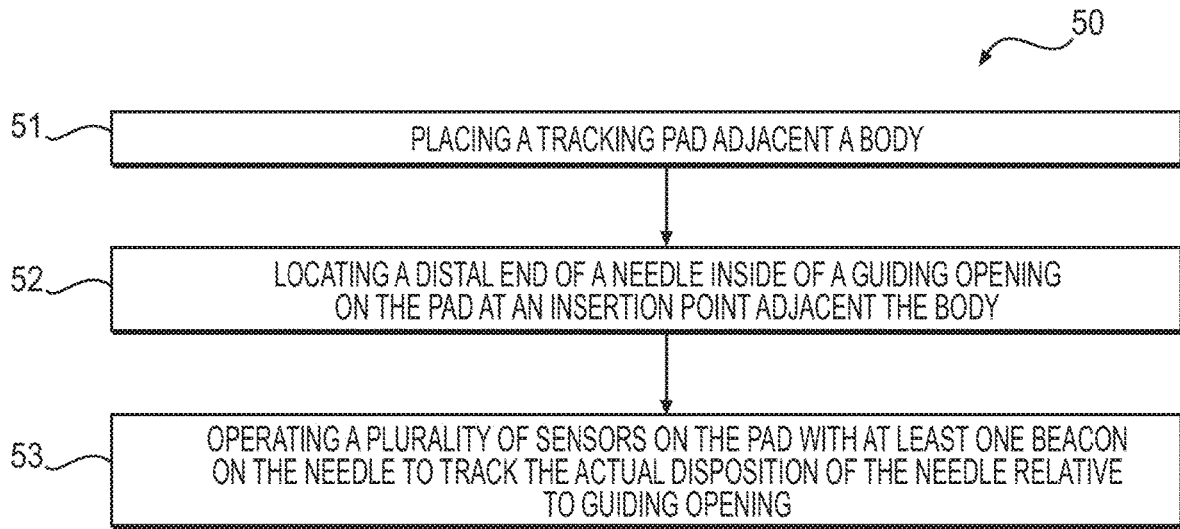 50
51
PLACING A TRACKING PAD ADJACENT A BODY
52
LOCATING A DISTAL END OF A NEEDLE INSIDE OF A GUIDING OPENING
ON THE PAD AT AN INSERTION POINT ADJACENT THE BODY
53
OPERATING A PLURALITY OF SENSORS ON THE PAD WITH AT LEAST ONE BEACON
ON THE NEEDLE TO TRACK THE ACTUAL DISPOSITION OF THE NEEDLE RELATIVE
TO GUIDING OPENING